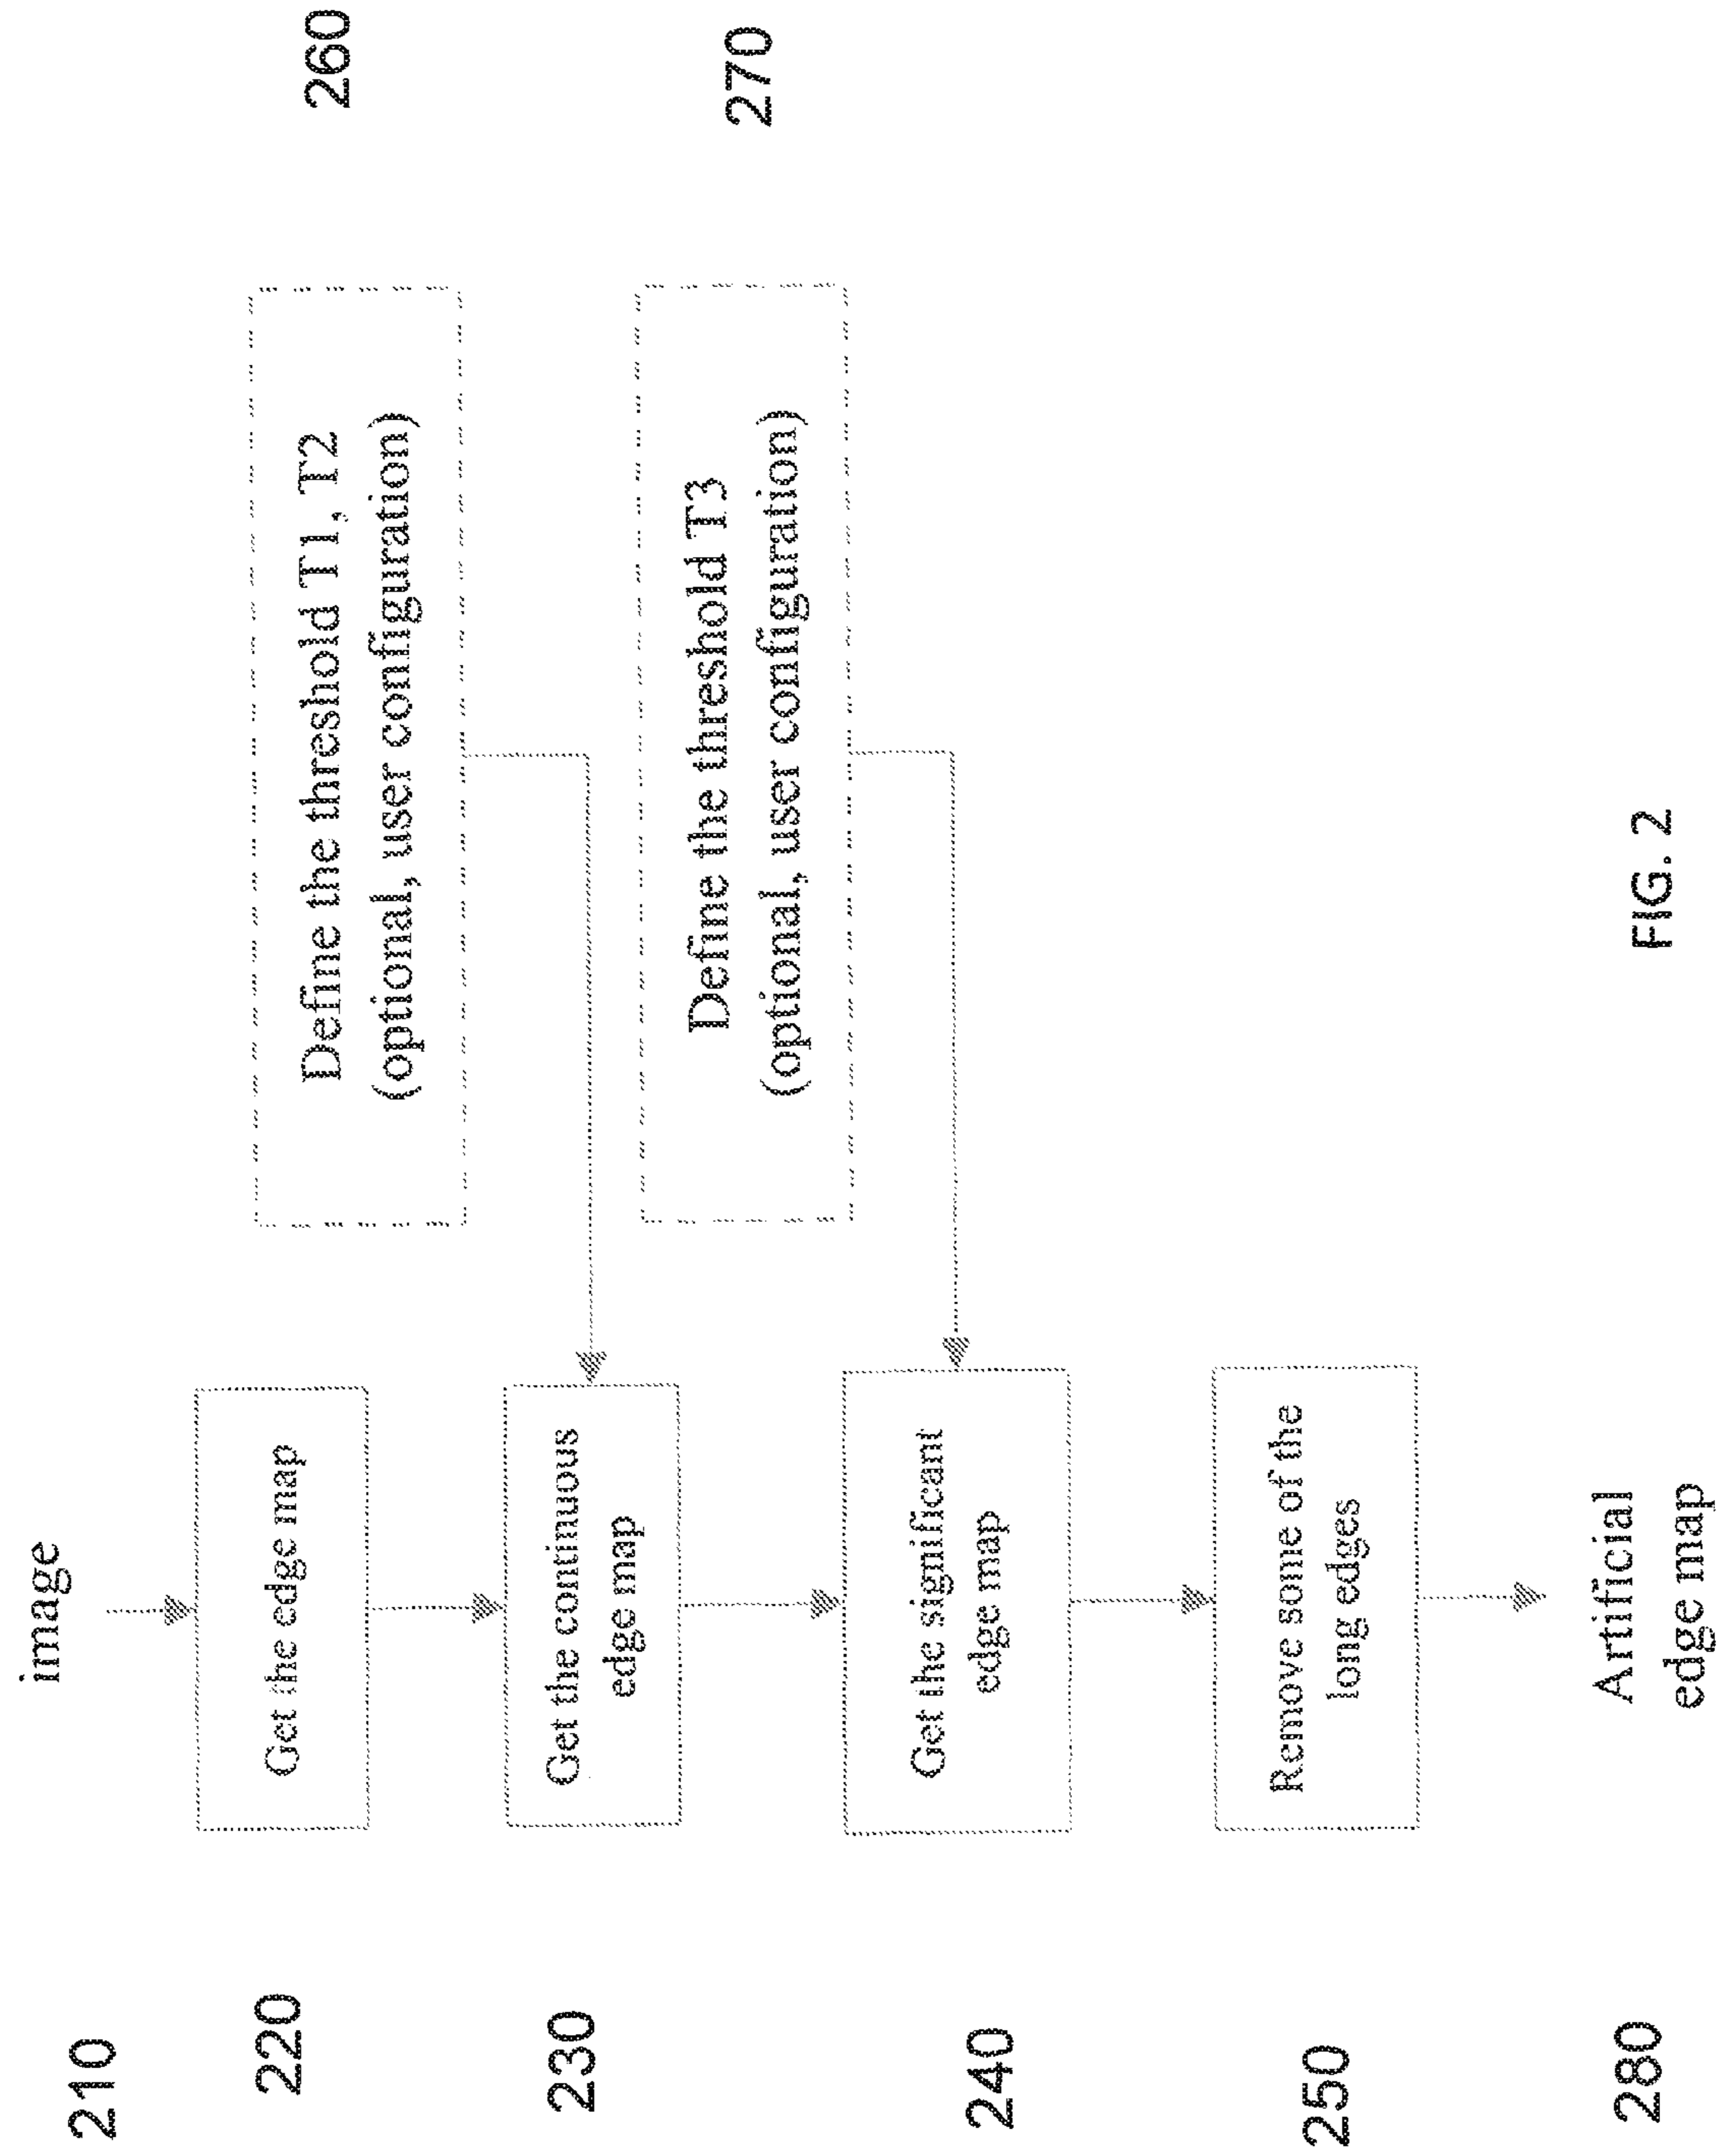 210
image
220
Get the edge map
260
Define the threshold T1, T2
(optional, user configuration)
230
Get the continuous
edge map
270
Define the threshold T3
(optional, user configuration)
240
Get the significant
edge map
250
Remove some of the
long edges
280
Artificial
edge map
FIG. 2